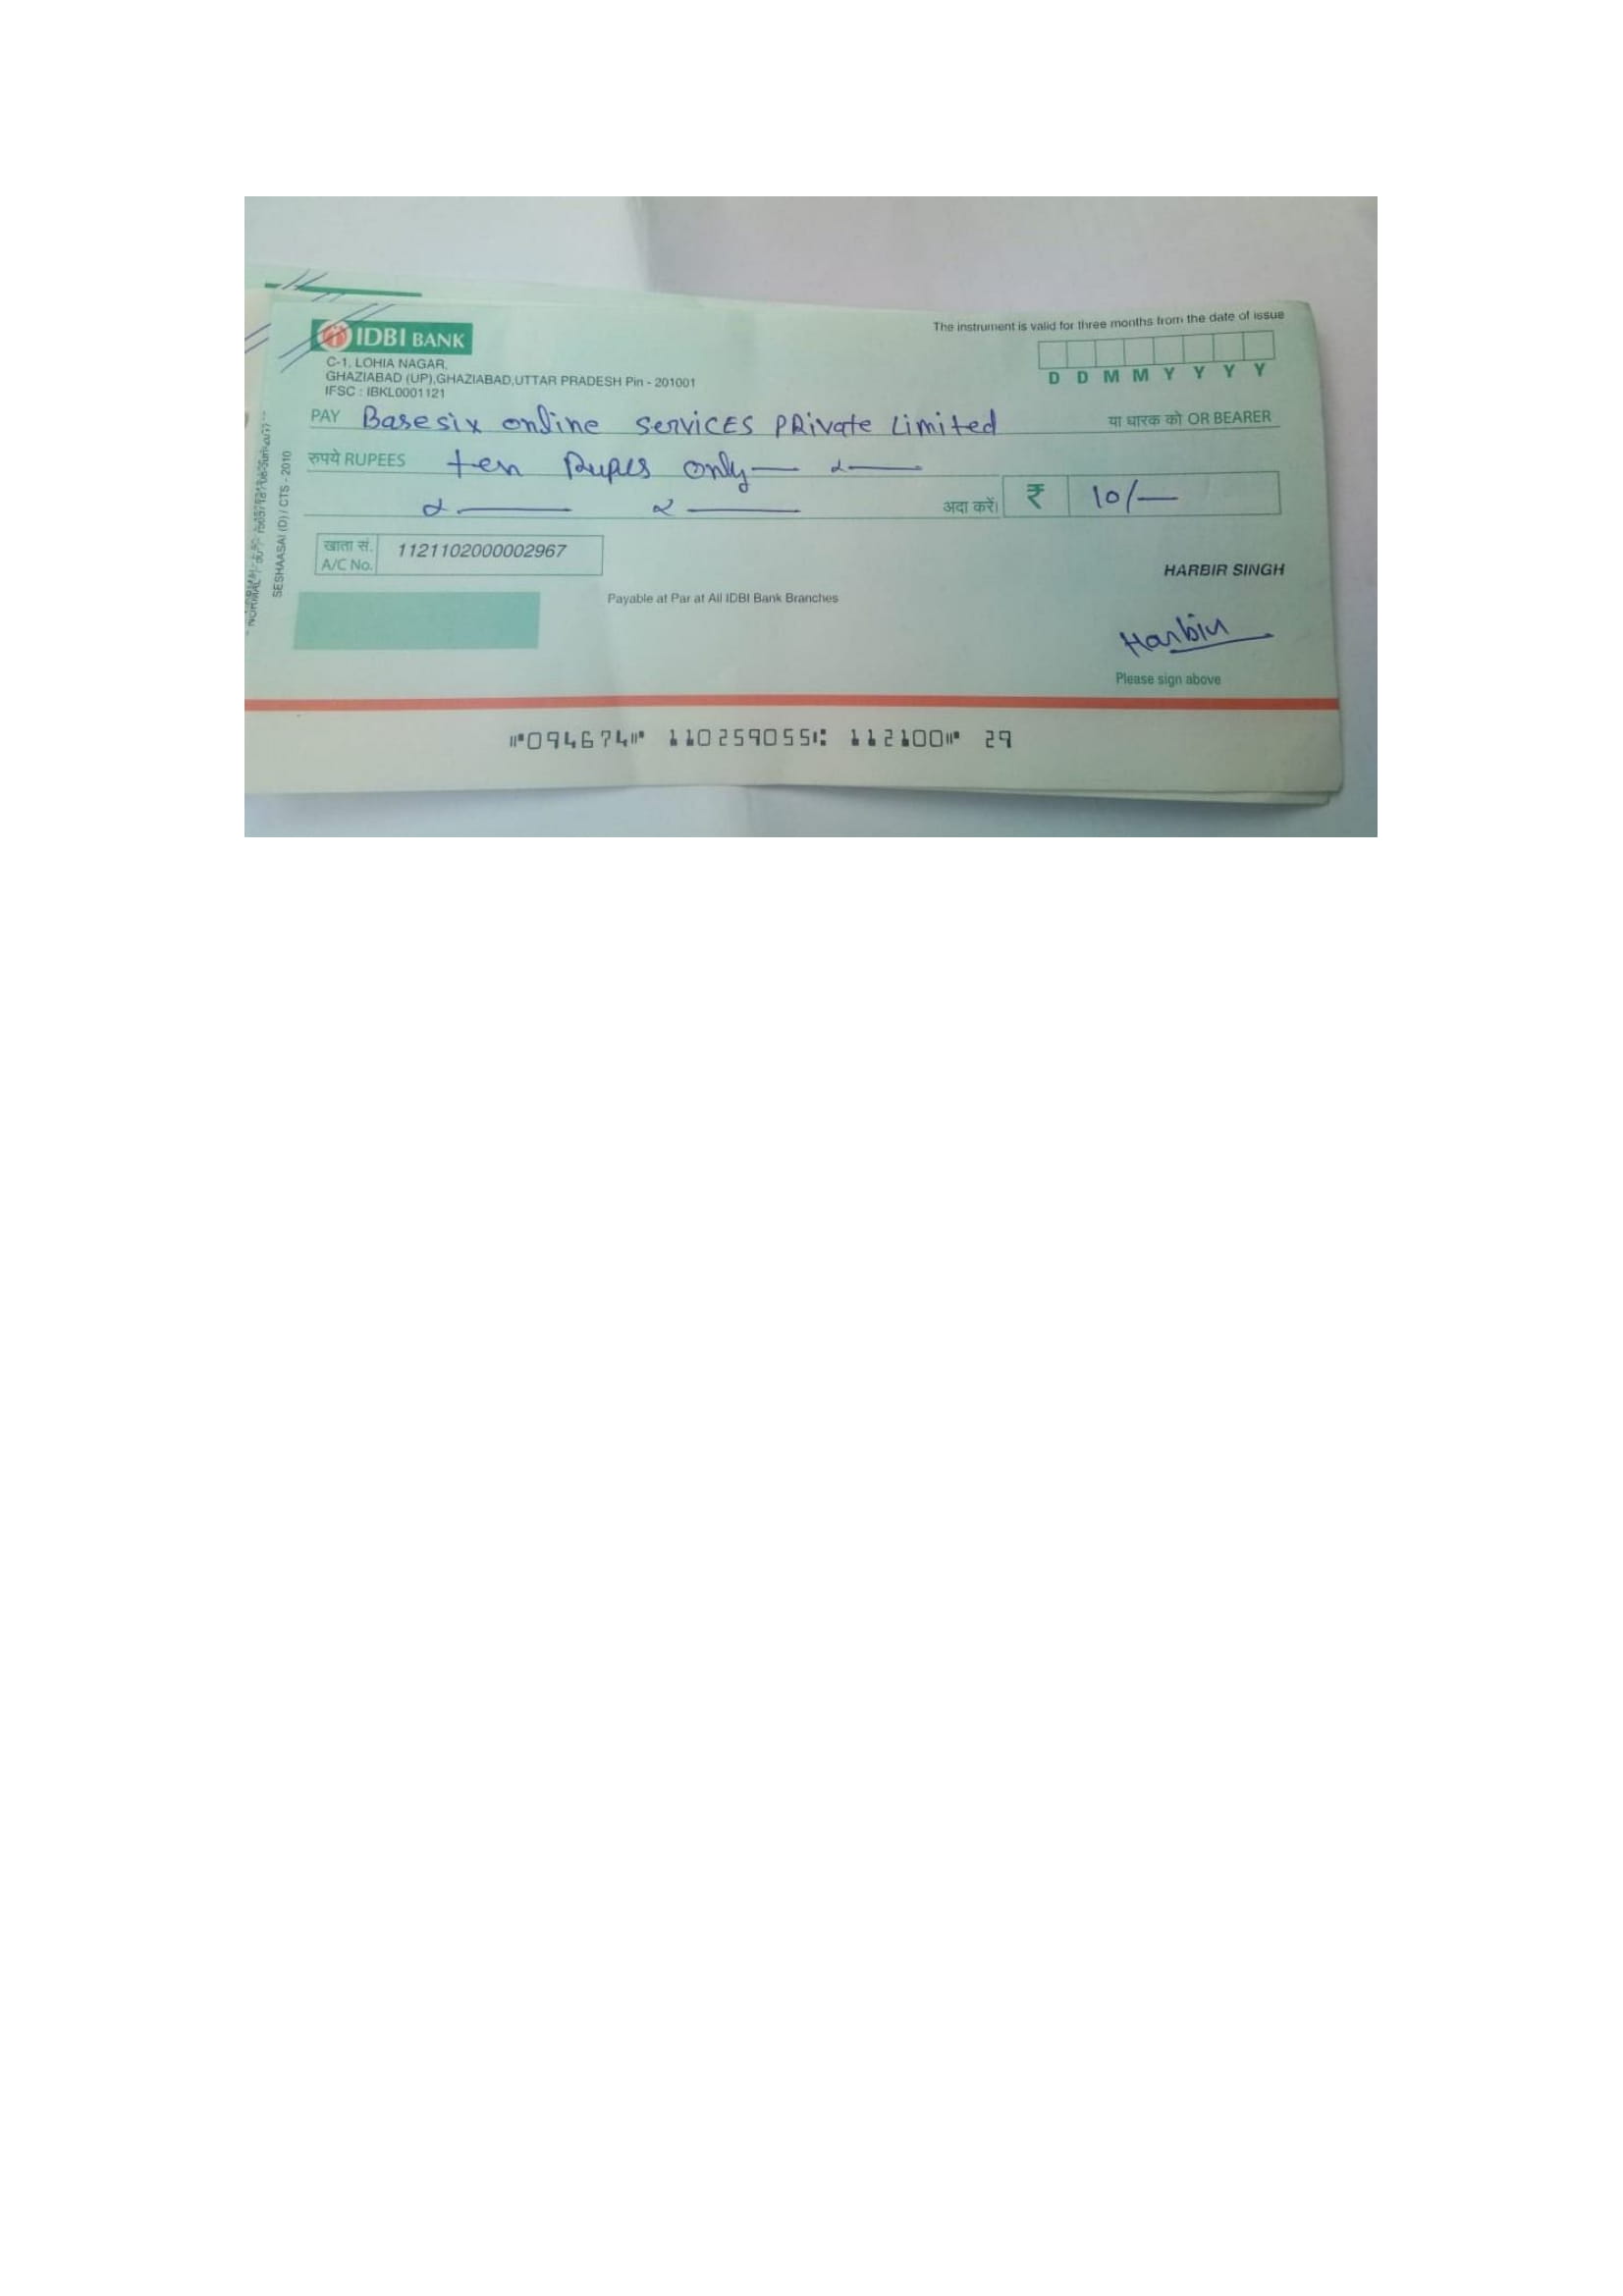 IDBI BANK
The instrument is valid for three months from the date of issue
C-1, LOHIA NAGAR,
GHAZIABAD (UP),GHAZIABAD,UTTAR PRADESH Pin - 201001
IFSC : IBKL0001121
D D M M Y Y Y Y
PAY Basesix online SERVICES PRivate Limited या धारक को OR BEARER
रुपये RUPEES ten Rupes only
अदा करें। ₹ 10/-
खाता सं. 1121102000002967
A/C No.
HARBIR SINGH
Payable at Par at All IDBI Bank Branches
Harbir
Please sign above
⑈094674⑈ 110259055⑆ 112100⑈ 29
SESHAASAI (D) / CTS - 2010